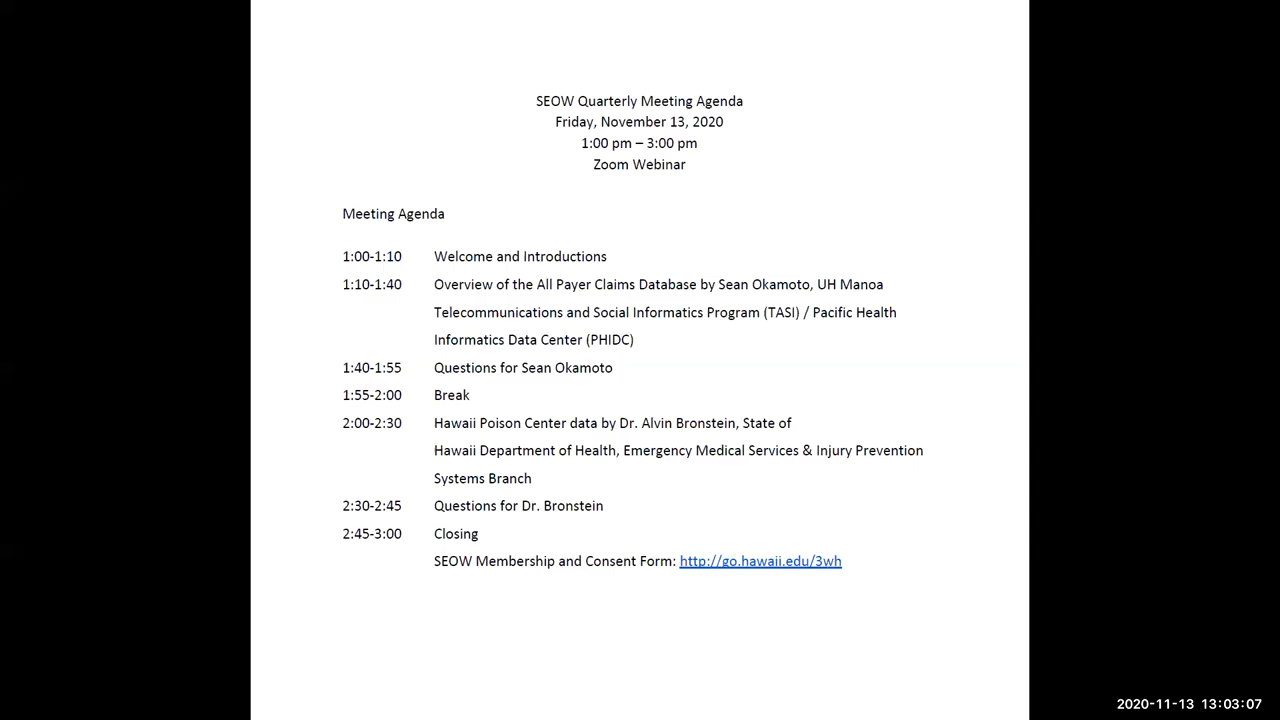 SEOW Quarterly Meeting Agenda
Friday, November 13, 2020
1:00 pm – 3:00 pm
Zoom Webinar
Meeting Agenda
1:00-1:10 Welcome and Introductions
1:10-1:40 Overview of the All Payer Claims Database by Sean Okamoto, UH Manoa
Telecommunications and Social Informatics Program (TASI) / Pacific Health
Informatics Data Center (PHIDC)
1:40-1:55 Questions for Sean Okamoto
1:55-2:00 Break
2:00-2:30 Hawaii Poison Center data by Dr. Alvin Bronstein, State of
Hawaii Department of Health, Emergency Medical Services & Injury Prevention
Systems Branch
2:30-2:45 Questions for Dr. Bronstein
2:45-3:00 Closing
SEOW Membership and Consent Form: http://go.hawaii.edu/3wh
2020-11-13 13:03:07